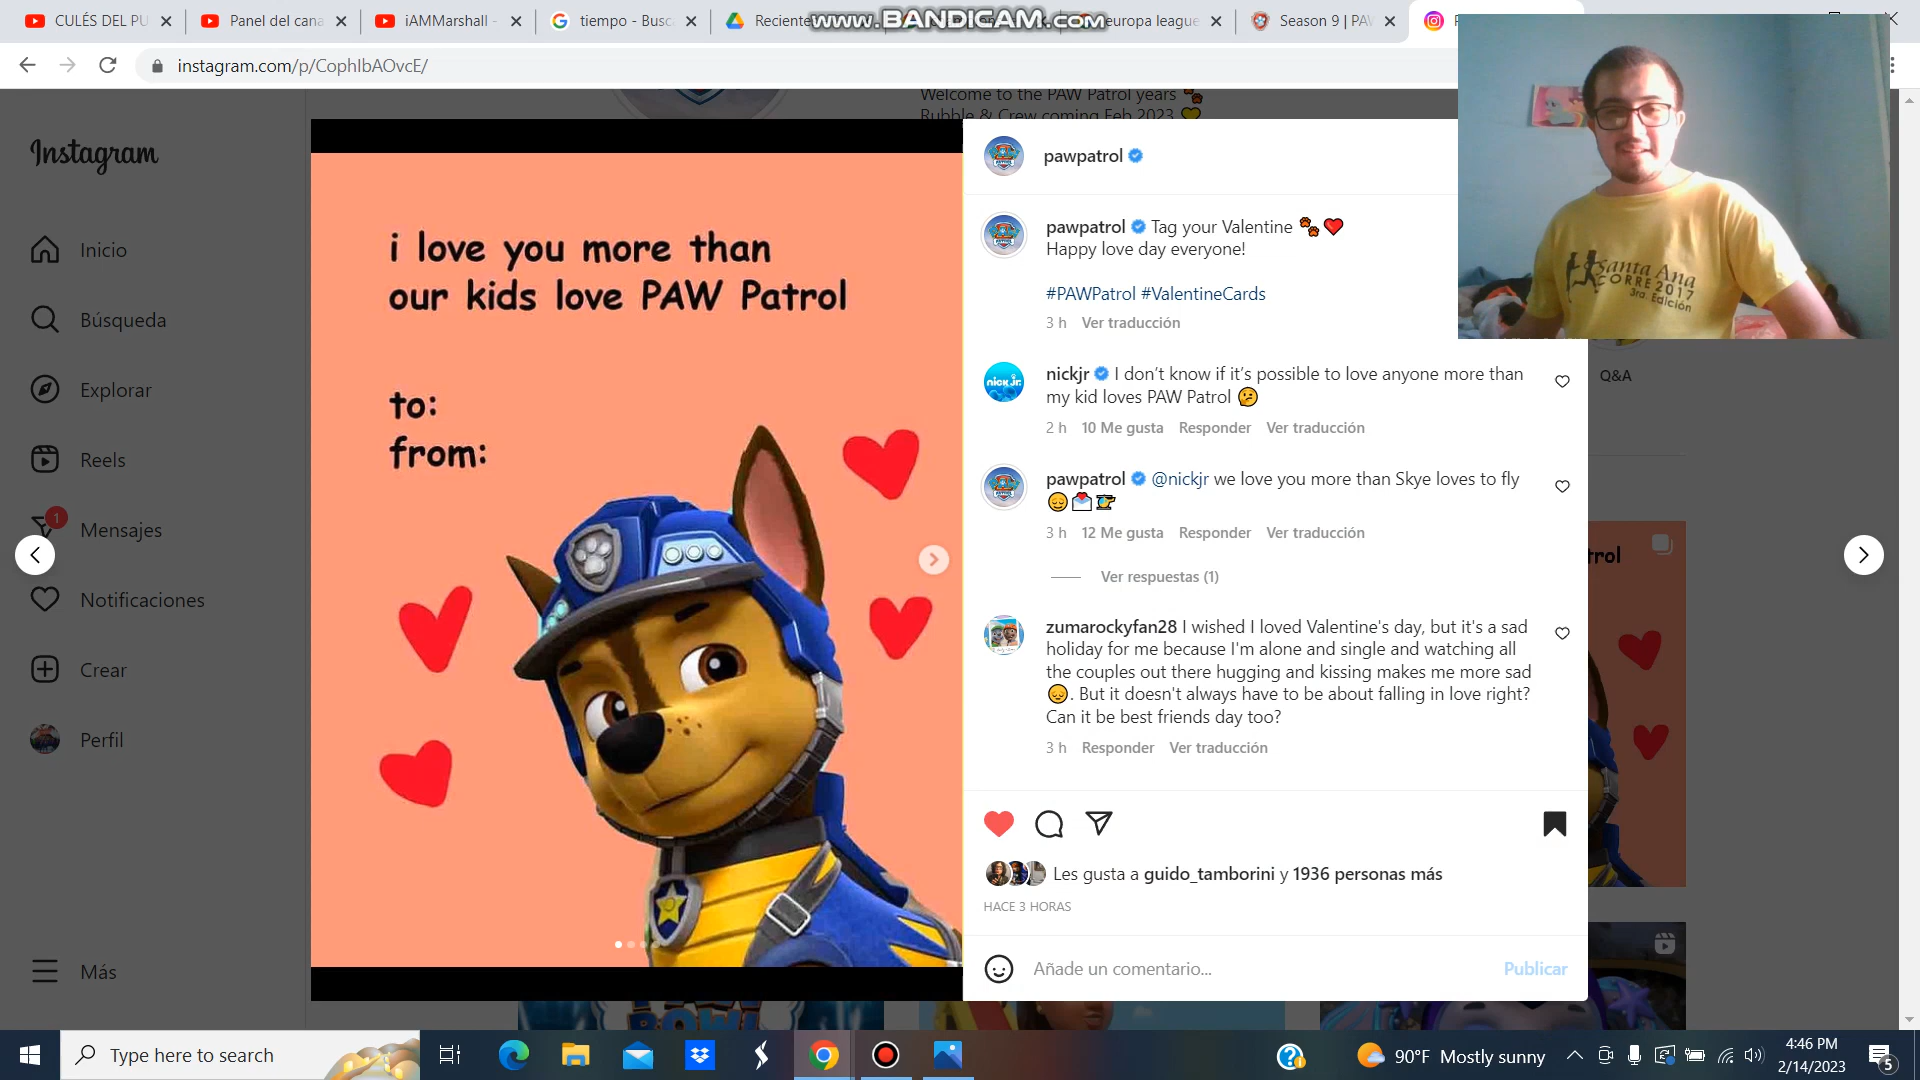 CULÉS DEL PU
Panel del cana
iAMMarshall -
tiempo - Busc
Reciente
www.BANDICAM.com
europa league
Season 9 | PAW
instagram.com/p/CophIbAOvcE/
Welcome to the PAW Patrol years
Rubble & Crew coming Feb 2023
Instagram
Inicio
Búsqueda
Explorar
Reels
1
Mensajes
Notificaciones
Crear
Perfil
Más
i love you more than
our kids love PAW Patrol
to:
from:
pawpatrol
pawpatrol Tag your Valentine
Happy love day everyone!
#PAWPatrol #ValentineCards
3 h Ver traducción
nickjr I don't know if it's possible to love anyone more than
my kid loves PAW Patrol
2 h 10 Me gusta Responder Ver traducción
pawpatrol @nickjr we love you more than Skye loves to fly
3 h 12 Me gusta Responder Ver traducción
Ver respuestas (1)
zumarockyfan28 I wished I loved Valentine's day, but it's a sad
holiday for me because I'm alone and single and watching all
the couples out there hugging and kissing makes me more sad
. But it doesn't always have to be about falling in love right?
Can it be best friends day too?
3 h Responder Ver traducción
Les gusta a guido_tamborini y 1936 personas más
HACE 3 HORAS
Añade un comentario...
Publicar
nick jr.
Santa Ana
CORRE 2017
3ra. Edición
Q&A
trol
Type here to search
90°F Mostly sunny
4:46 PM
2/14/2023
5